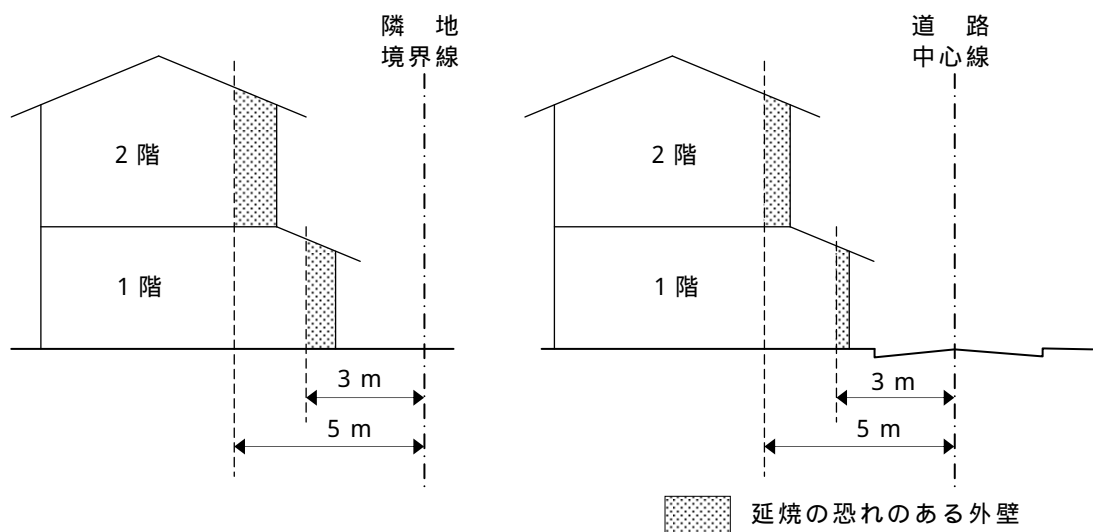 隣 地
境界線
道 路
中心線
2 階
2 階
1 階
1 階
3 m
3 m
5 m
5 m
延焼の恐れのある外壁